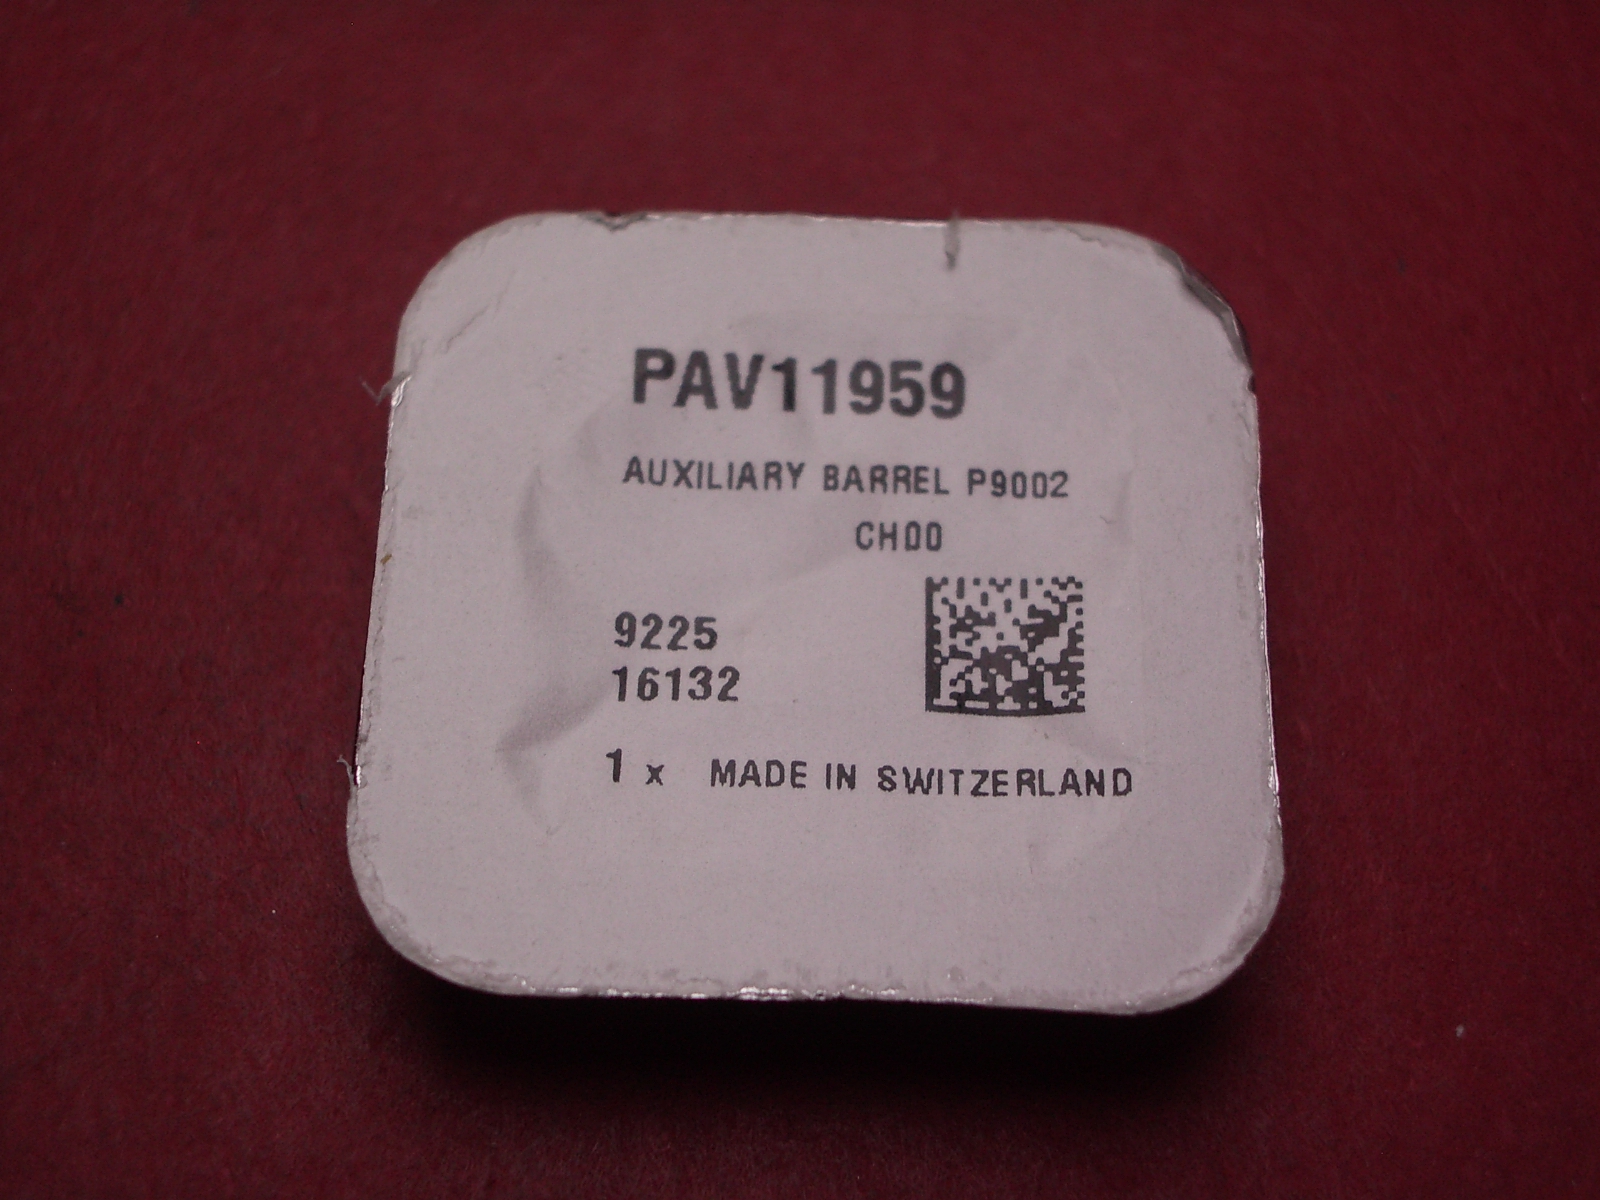 PAV11959
AUXILIARY BARREL P9002
CH00
9225
16132
1 x MADE IN SWITZERLAND